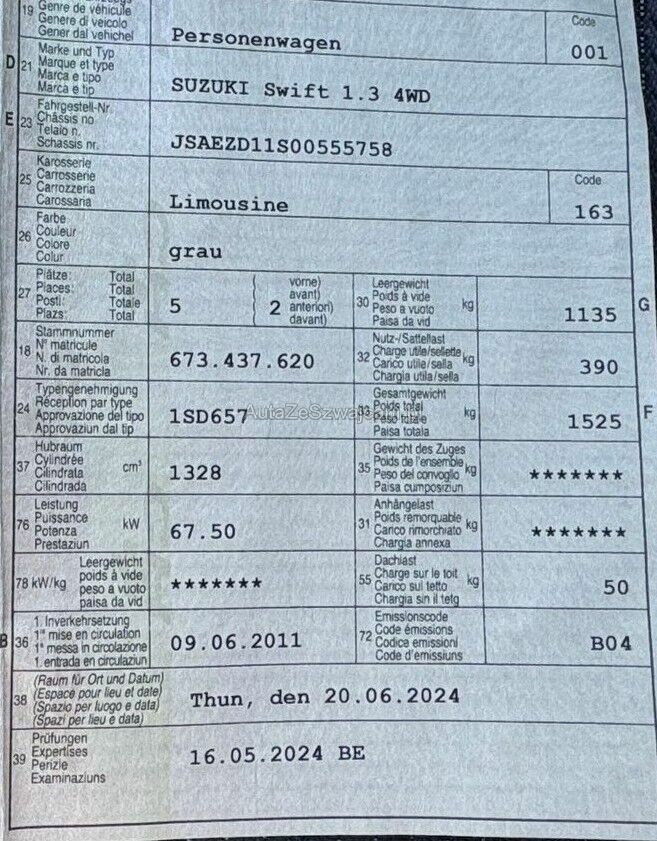 19 Genre de véhicule
Genere di veicolo
Gener dal vehichel
Personenwagen
Code
001
D 21 Marke und Typ
Marque et type
Marca e tipo
Marca e tip
SUZUKI Swift 1.3 4WD
E 23 Fahrgestell-Nr.
Châssis no
Telaio n.
Schassis nr.
JSAEZD11S00555758
25 Karosserie
Carrosserie
Carrozzeria
Carossaria
Limousine
Code
163
26 Farbe
Couleur
Colore
Colur
grau
27 Plätze: Total
Places: Total
Posti: Totale
Plazs: Total
5
2
vorne)
avant)
anteriori)
davant)
30 Leergewicht
Poids à vide
Peso a vuoto
Paisa da vid
kg
1135
G
18 Stammnummer
N° matricule
N. di matricola
Nr. da matricla
673.437.620
32 Nutz-/Sattellast
Charge utile/sellette
Carico utile/sella
Chargia utila/sella
kg
390
24 Typengenehmigung
Réception par type
Approvazione del tipo
Approvaziun dal tip
1SD657
33 Gesamtgewicht
Poids total
Peso totale
Paisa totala
kg
1525
F
37 Hubraum
Cylindrée
Cilindrata
Cilindrada
cm³
1328
35 Gewicht des Zuges
Poids de l'ensemble
Peso del convoglio
Paisa cumposiziun
kg
*******
76 Leistung
Puissance
Potenza
Prestaziun
kW
67.50
31 Anhängelast
Poids remorquable
Carico rimorchiato
Chargia annexa
kg
*******
78 kW/kg
Leergewicht
poids à vide
peso a vuoto
paisa da vid
*******
55 Dachlast
Charge sur le toit
Carico sul tetto
Chargia sin il tetg
kg
50
B 36 1. Inverkehrsetzung
1re mise en circulation
1a messa in circolazione
1. entrada en circulaziun
09.06.2011
72 Emissionscode
Code émissions
Codice emissioni
Code d'emissiuns
B04
38 (Raum für Ort und Datum)
(Espace pour lieu et date)
(Spazio per luogo e data)
(Spazi per lieu e data)
Thun, den 20.06.2024
39 Prüfungen
Expertises
Perizie
Examinaziuns
16.05.2024 BE